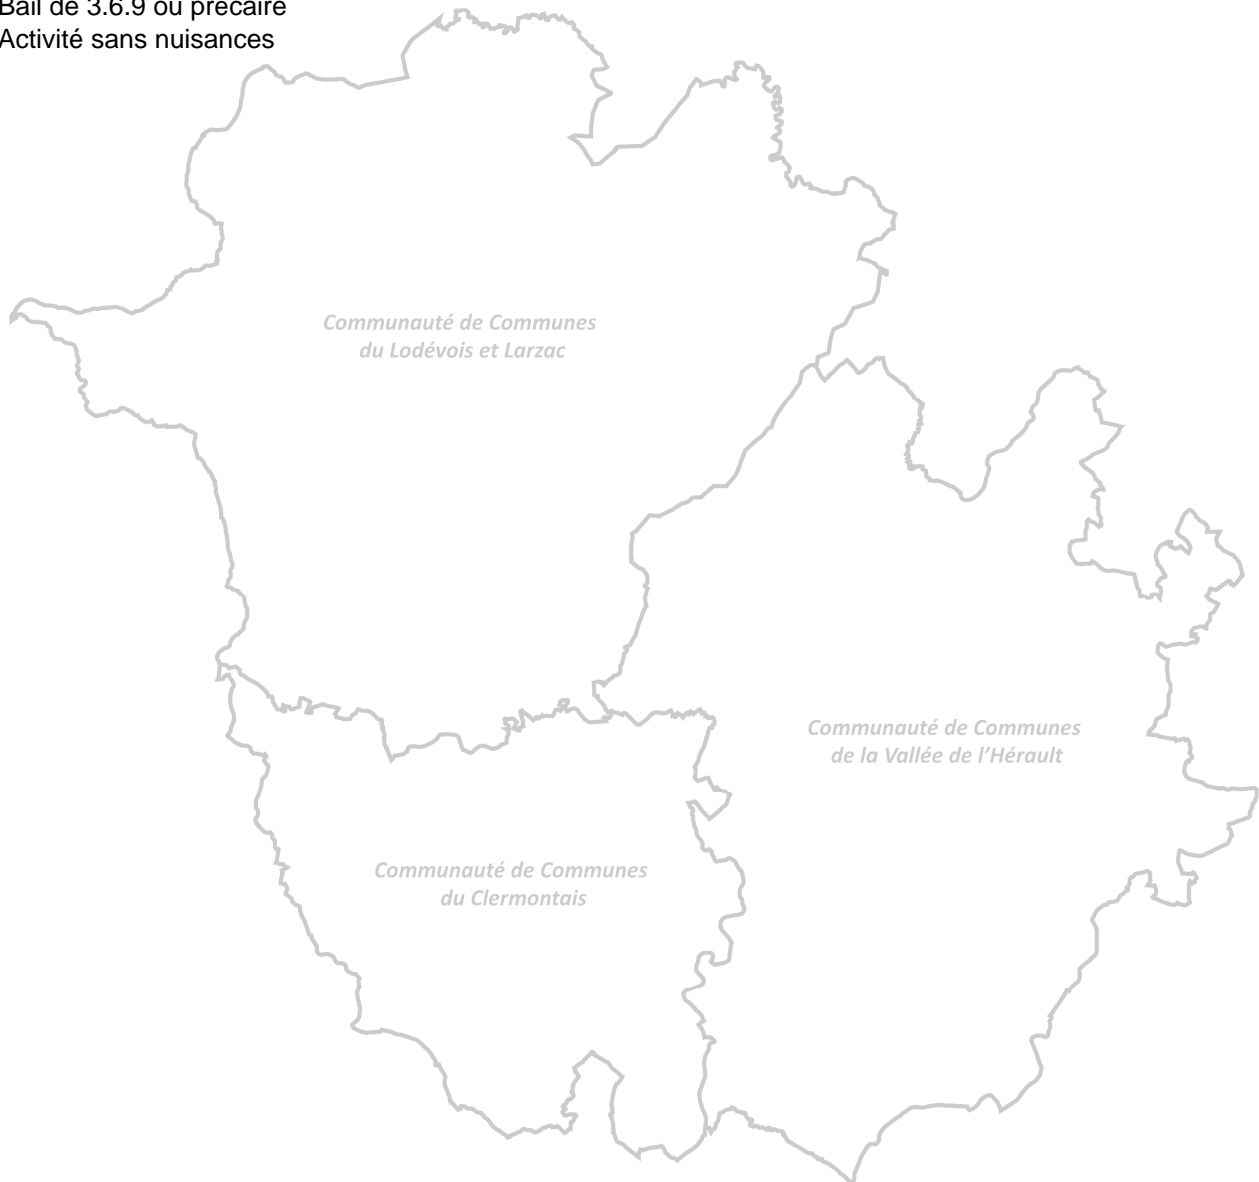 Bail de 3.6.9 ou précaire
Activité sans nuisances
Communauté de Communes
du Lodévois et Larzac
Communauté de Communes
de la Vallée de l'Hérault
Communauté de Communes
du Clermontais